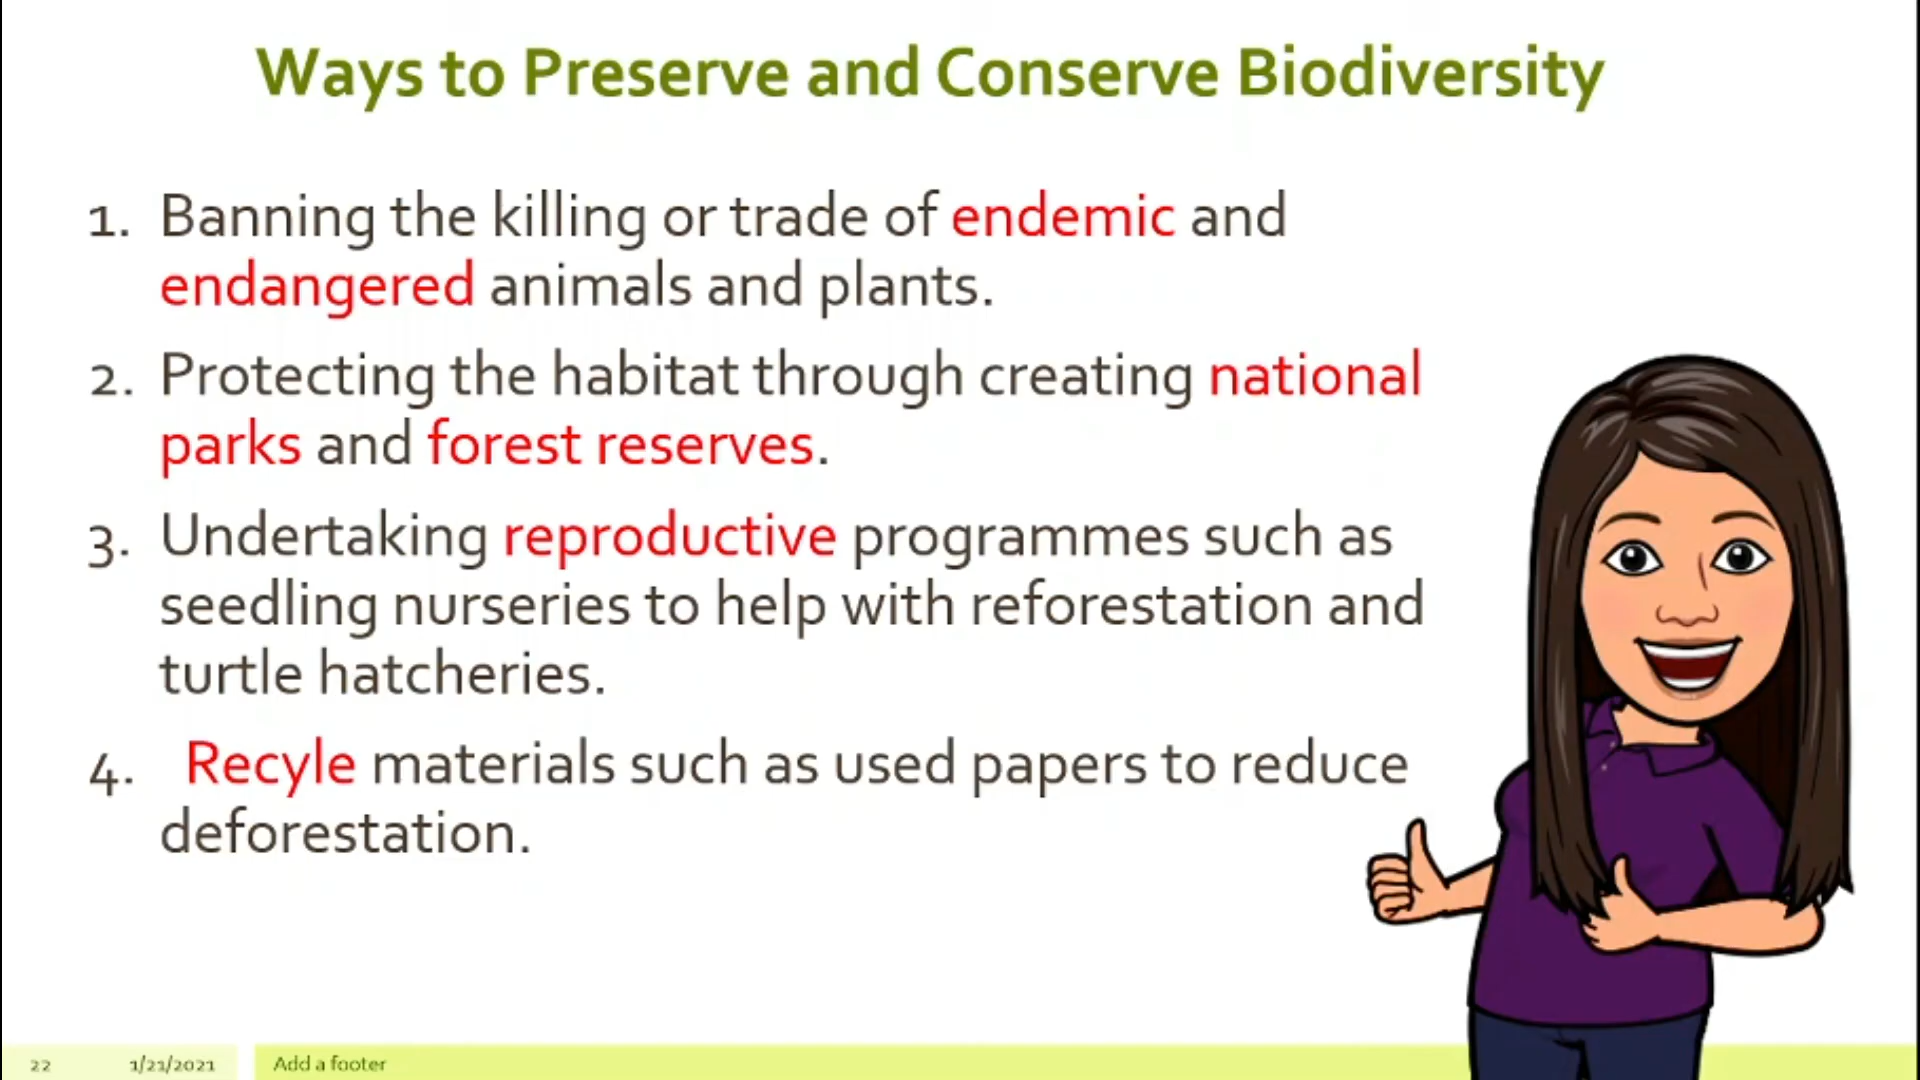 Ways to Preserve and Conserve Biodiversity
1. Banning the killing or trade of endemic and
endangered animals and plants.
2. Protecting the habitat through creating national
parks and forest reserves.
3. Undertaking reproductive programmes such as
seedling nurseries to help with reforestation and
turtle hatcheries.
4. Recyle materials such as used papers to reduce
deforestation.
22 1/21/2021 Add a footer